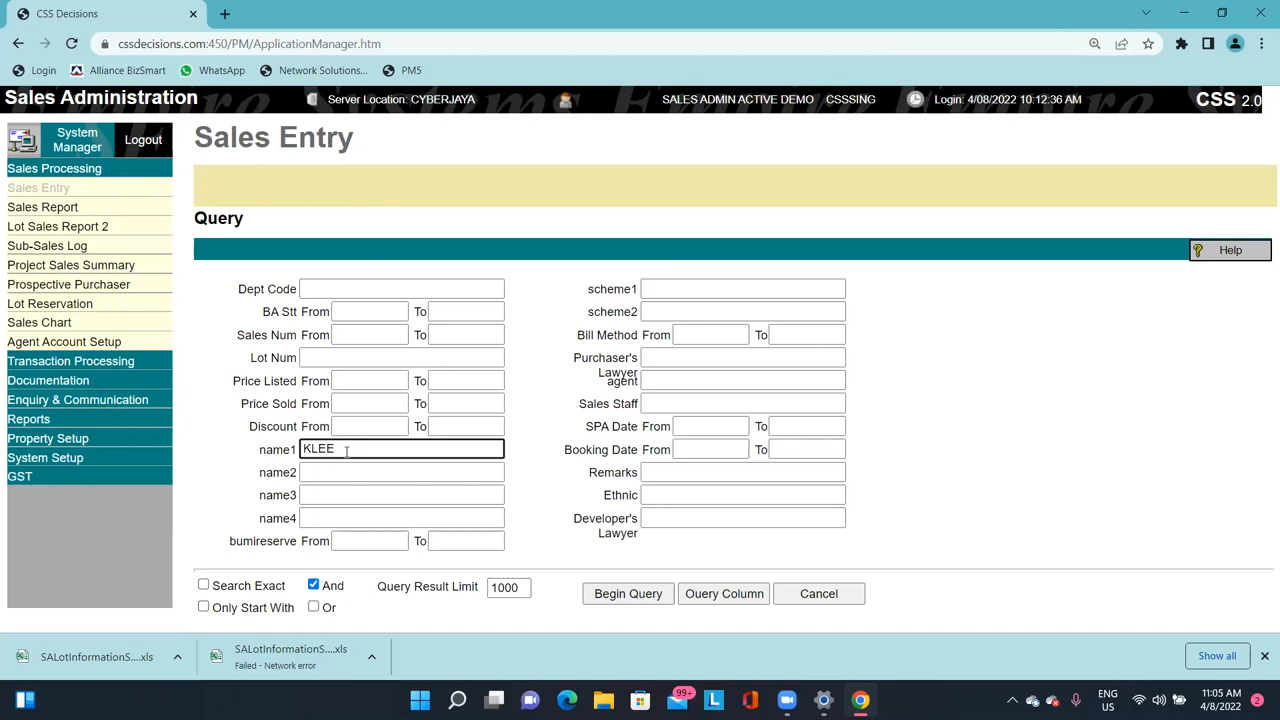 CSS Decisions
cssdecisions.com:450/PM/ApplicationManager.htm
Login
Alliance BizSmart
WhatsApp
Network Solutions...
PM5
Sales Administration
Server Location: CYBERJAYA
SALES ADMIN ACTIVE DEMO CSSSING
Login: 4/08/2022 10:12:36 AM
CSS 2.0
System Manager
Logout
Sales Processing
Sales Entry
Sales Report
Lot Sales Report 2
Sub-Sales Log
Project Sales Summary
Prospective Purchaser
Lot Reservation
Sales Chart
Agent Account Setup
Transaction Processing
Documentation
Enquiry & Communication
Reports
Property Setup
System Setup
GST
Sales Entry
Query
Help
Dept Code
BA Stt From To
Sales Num From To
Lot Num
Price Listed From To
Price Sold From To
Discount From To
name1 KLEE
name2
name3
name4
bumireserve From To
scheme1
scheme2
Bill Method From To
Purchaser's
Lawyer
agent
Sales Staff
SPA Date From To
Booking Date From To
Remarks
Ethnic
Developer's
Lawyer
Search Exact And Query Result Limit 1000 Begin Query Query Column Cancel
Only Start With Or
SALotInformationS....xls
SALotInformationS....xls
Failed - Network error
Show all
99+
ENG
US
11:05 AM
4/8/2022
2